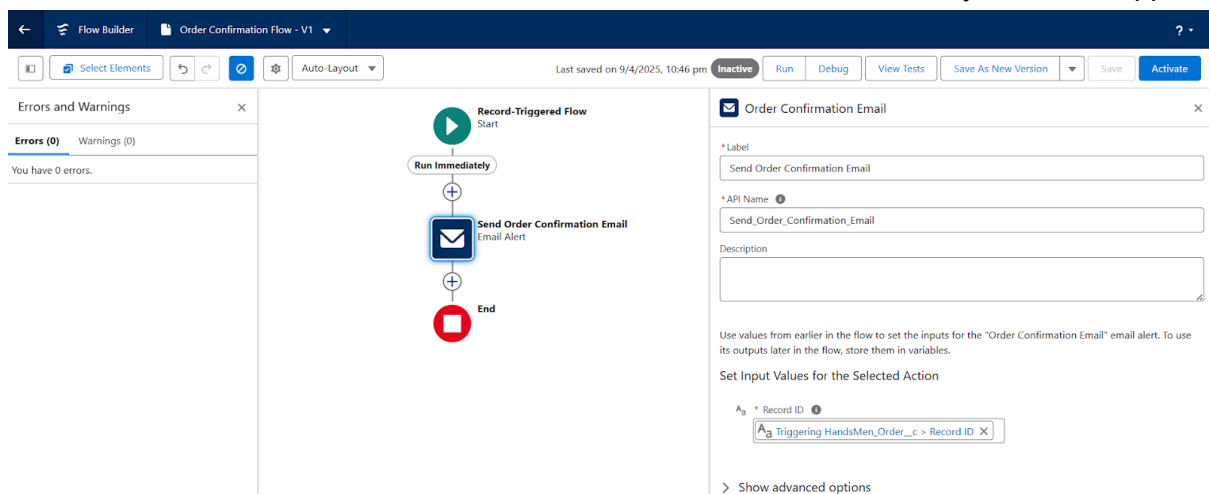 Flow Builder
Order Confirmation Flow - V1
?
Select Elements
Auto-Layout
Last saved on 9/4/2025, 10:46 pm
Inactive
Run
Debug
View Tests
Save As New Version
Save
Activate
Errors and Warnings
Errors (0)
Warnings (0)
You have 0 errors.
Record-Triggered Flow
Start
Run Immediately
Send Order Confirmation Email
Email Alert
End
Order Confirmation Email
* Label
Send Order Confirmation Email
* API Name
Send_Order_Confirmation_Email
Description
Use values from earlier in the flow to set the inputs for the "Order Confirmation Email" email alert. To use
its outputs later in the flow, store them in variables.
Set Input Values for the Selected Action
Aa * Record ID
Aa Triggering HandsMen_Order__c > Record ID
Show advanced options